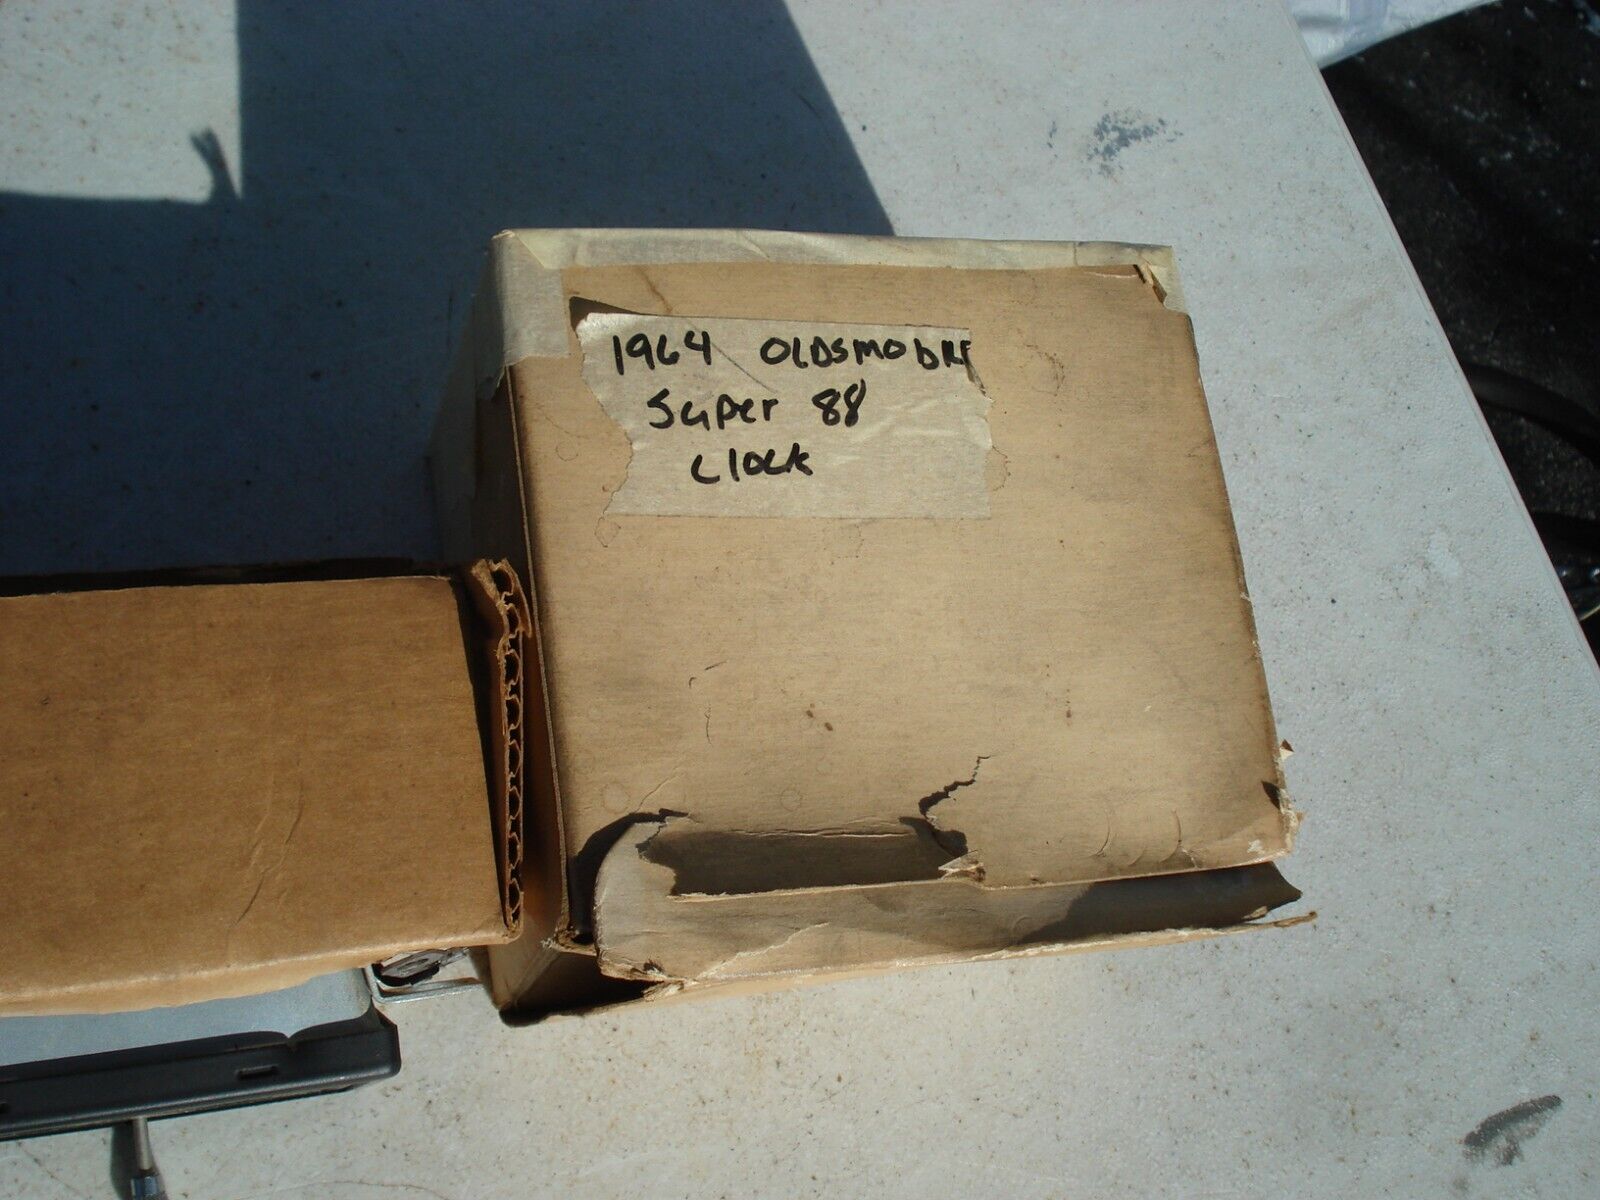 1964 OLDSMOBILE
Super 88
Clock